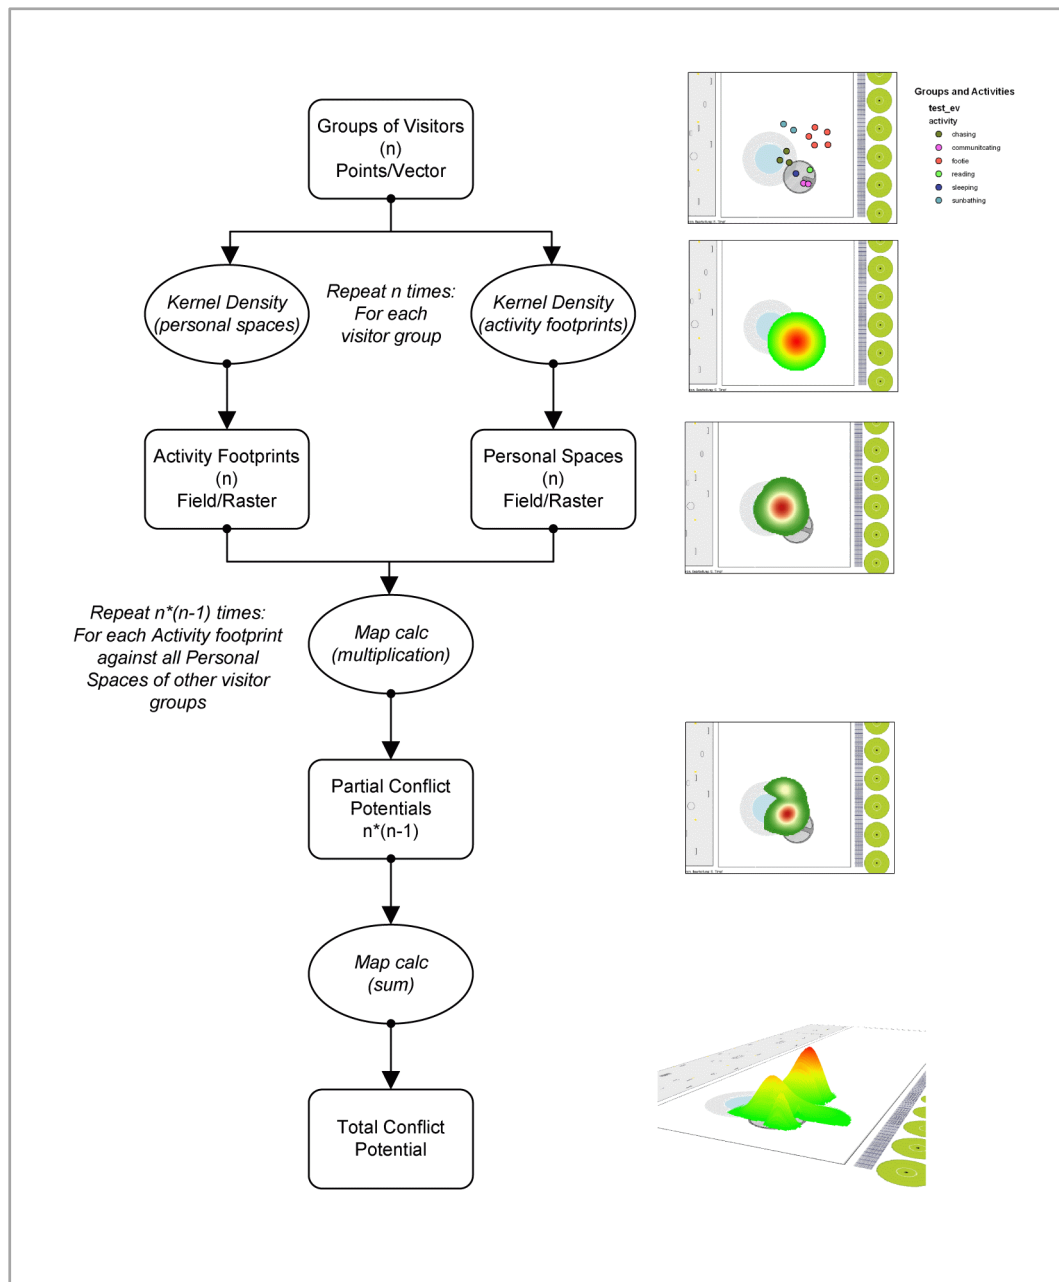 Groups of Visitors
(n)
Points/Vector
Groups and Activities
test_ev
activity
chasing
communitcating
footie
reading
sleeping
sunbathing
Kernel Density
(personal spaces)
Repeat n times:
For each
visitor group
Kernel Density
(activity footprints)
Activity Footprints
(n)
Field/Raster
Personal Spaces
(n)
Field/Raster
Repeat n*(n-1) times:
For each Activity footprint
against all Personal
Spaces of other visitor
groups
Map calc
(multiplication)
Partial Conflict
Potentials
n*(n-1)
Map calc
(sum)
Total Conflict
Potential